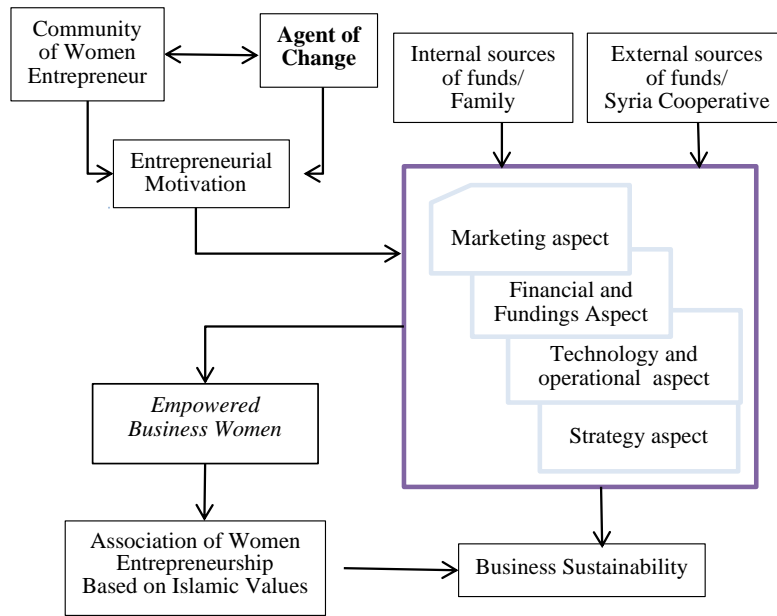 Community
of Women
Entrepreneur
Agent of
Change
Internal sources
of funds/
Family
External sources
of funds/
Syria Cooperative
Entrepreneurial
Motivation
Marketing aspect
Financial and
Fundings Aspect
Technology and
operational aspect
Strategy aspect
Empowered
Business Women
Association of Women
Entrepreneurship
Based on Islamic Values
Business Sustainability